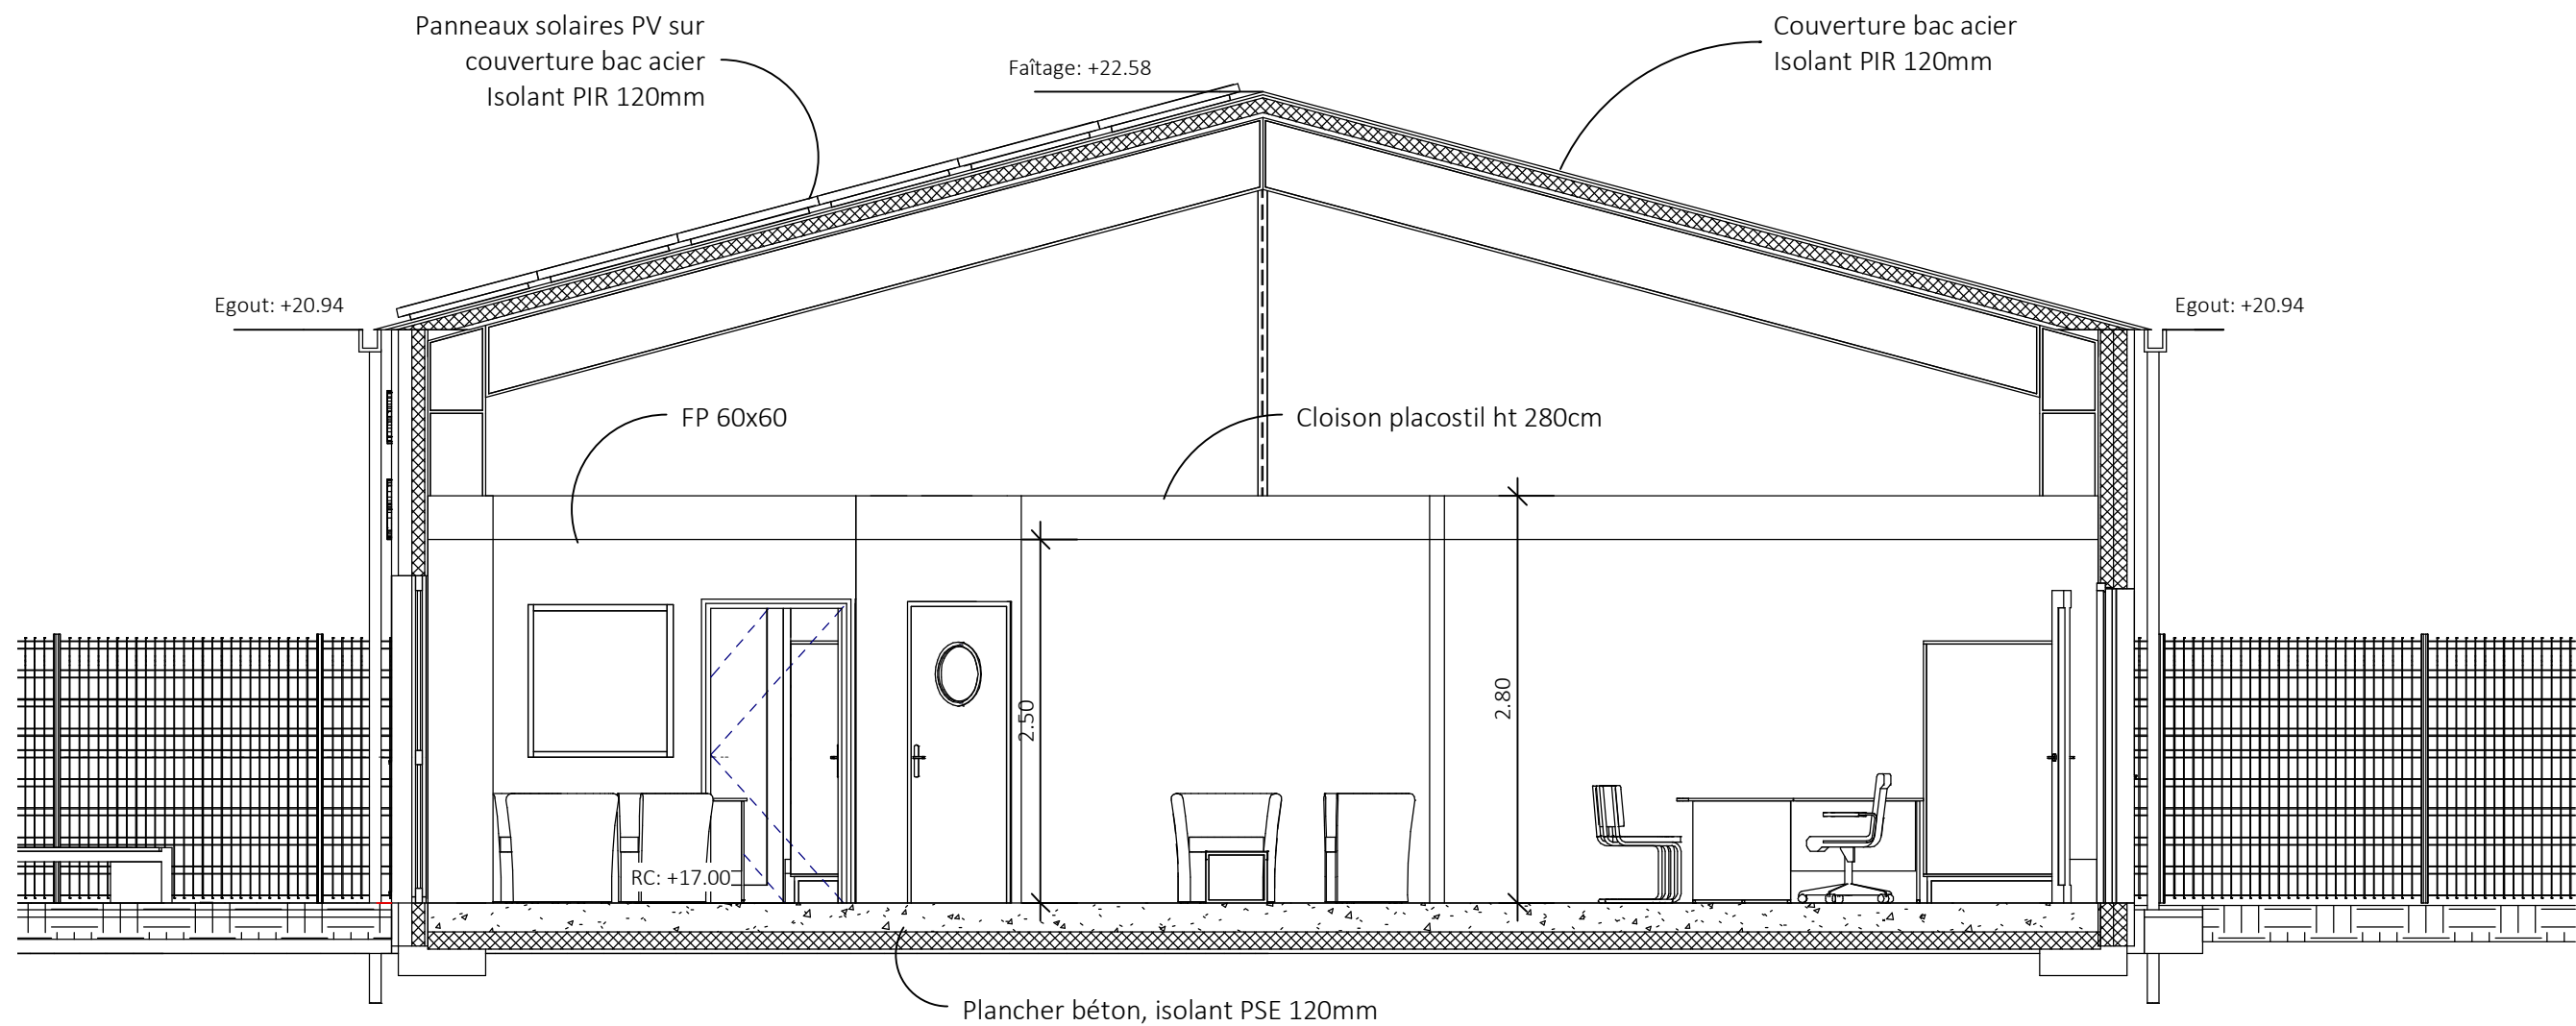 Panneaux solaires PV sur
couverture bac acier
Isolant PIR 120mm
Faîtage: +22.58
Couverture bac acier
Isolant PIR 120mm
Egout: +20.94
Egout: +20.94
FP 60x60
Cloison placostil ht 280cm
2.50
2.80
RC: +17.00
Plancher béton, isolant PSE 120mm